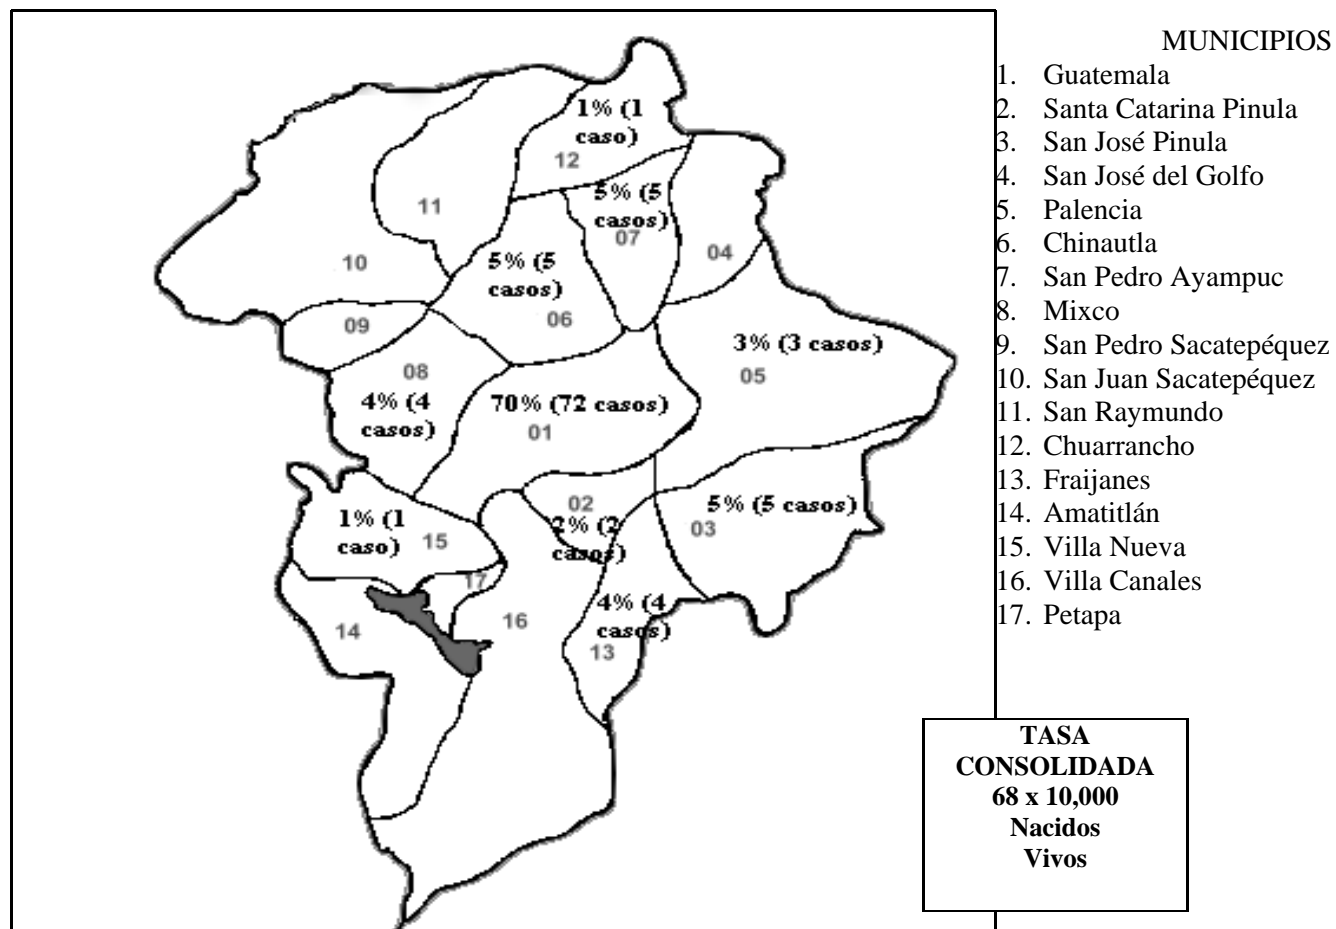 1% (1
caso)
12
5% (5
casos)
07
11
04
10
5% (5
casos)
06
09
3% (3 casos)
05
08
4% (4
casos)
70% (72 casos)
01
02
2% (2
casos)
5% (5 casos)
03
1% (1
caso)
15
17
16
14
4% (4
casos)
13
MUNICIPIOS
1. Guatemala
2. Santa Catarina Pinula
3. San José Pinula
4. San José del Golfo
5. Palencia
6. Chinautla
7. San Pedro Ayampuc
8. Mixco
9. San Pedro Sacatepéquez
10. San Juan Sacatepéquez
11. San Raymundo
12. Chuarrancho
13. Fraijanes
14. Amatitlán
15. Villa Nueva
16. Villa Canales
17. Petapa
TASA
CONSOLIDADA
68 x 10,000
Nacidos
Vivos